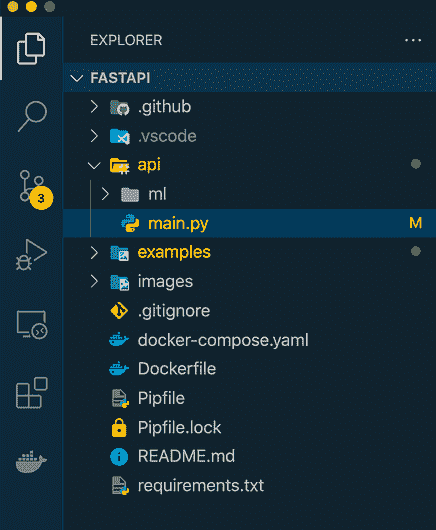 EXPLORER ...
FASTAPI
.github
.vscode
api
ml
main.py M
examples
images
.gitignore
docker-compose.yaml
Dockerfile
Pipfile
Pipfile.lock
README.md
requirements.txt
3